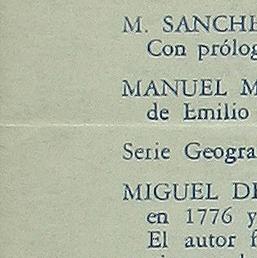 M. SANCHE
Con prólog
MANUEL M
de Emilio
Serie Geogra
MIGUEL DE
en 1776 y
El autor f